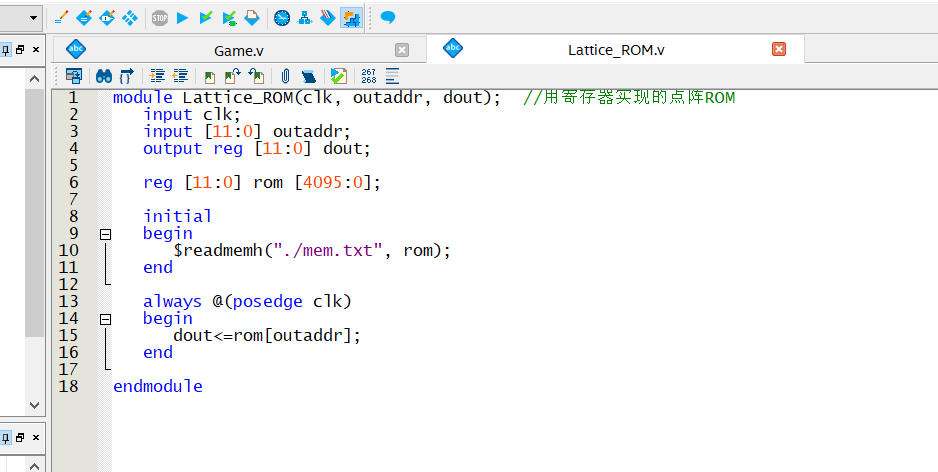 STOP
Game.v
Lattice_ROM.v
267
268
1 module Lattice_ROM(clk, outaddr, dout); //用寄存器实现的点阵ROM
2 input clk;
3 input [11:0] outaddr;
4 output reg [11:0] dout;
5
6 reg [11:0] rom [4095:0];
7
8 initial
9 begin
10 $readmemh("./mem.txt", rom);
11 end
12
13 always @(posedge clk)
14 begin
15 dout<=rom[outaddr];
16 end
17
18 endmodule